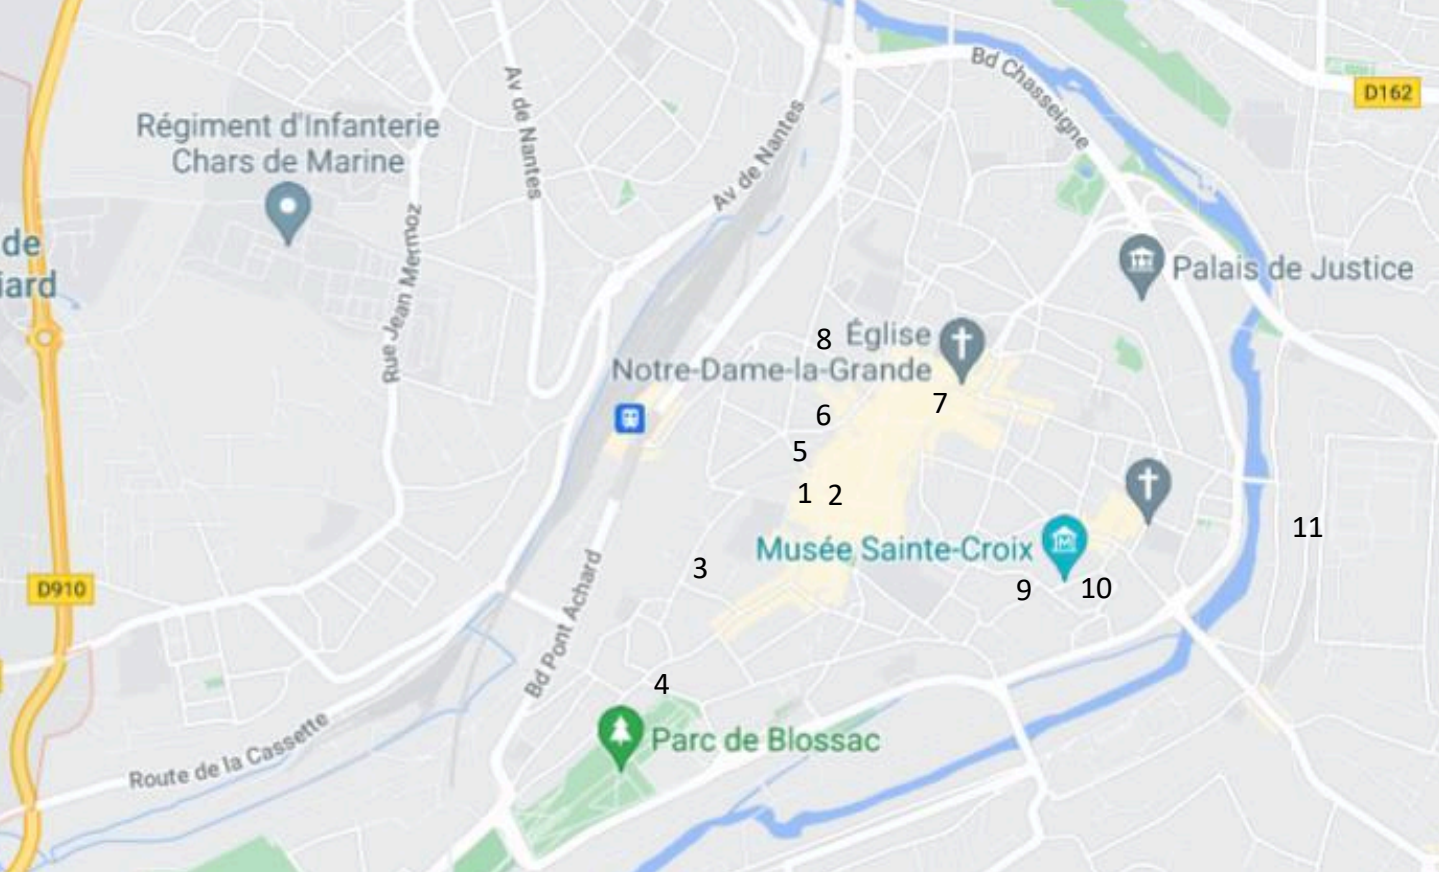 Bd Chasseigne
D162
Av de Nantes
Av de Nantes
Régiment d'Infanterie
Chars de Marine
de
iard
Rue Jean Mermoz
Palais de Justice
8
Église
Notre-Dame-la-Grande
6
7
5
1
2
11
Musée Sainte-Croix
3
9
10
D910
Bd Pont Achard
4
Parc de Blossac
Route de la Cassette